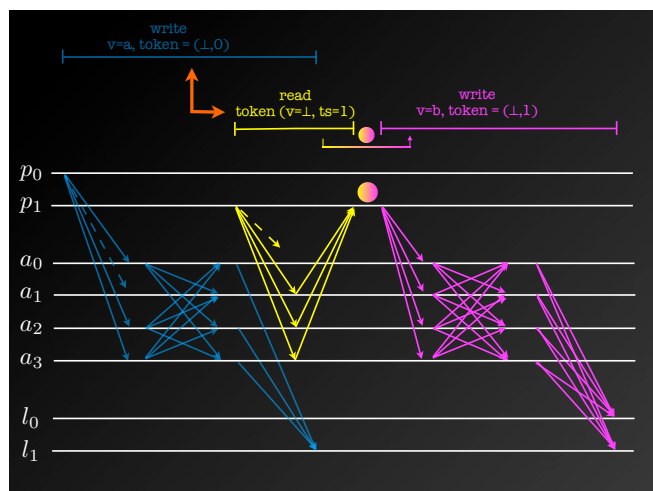 write
v=a, token = (⊥,0)
read
token (v=⊥, ts=1)
write
v=b, token = (⊥,1)
p₀
p₁
a₀
a₁
a₂
a₃
l₀
l₁